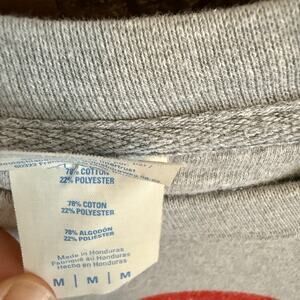 78% COTTON
22% POLYESTER
78% COTON
22% POLYESTER
78% ALGODÓN
22% POLIESTER
Made in Honduras
Fabriqué au Honduras
Hecho en Honduras
M | M | M